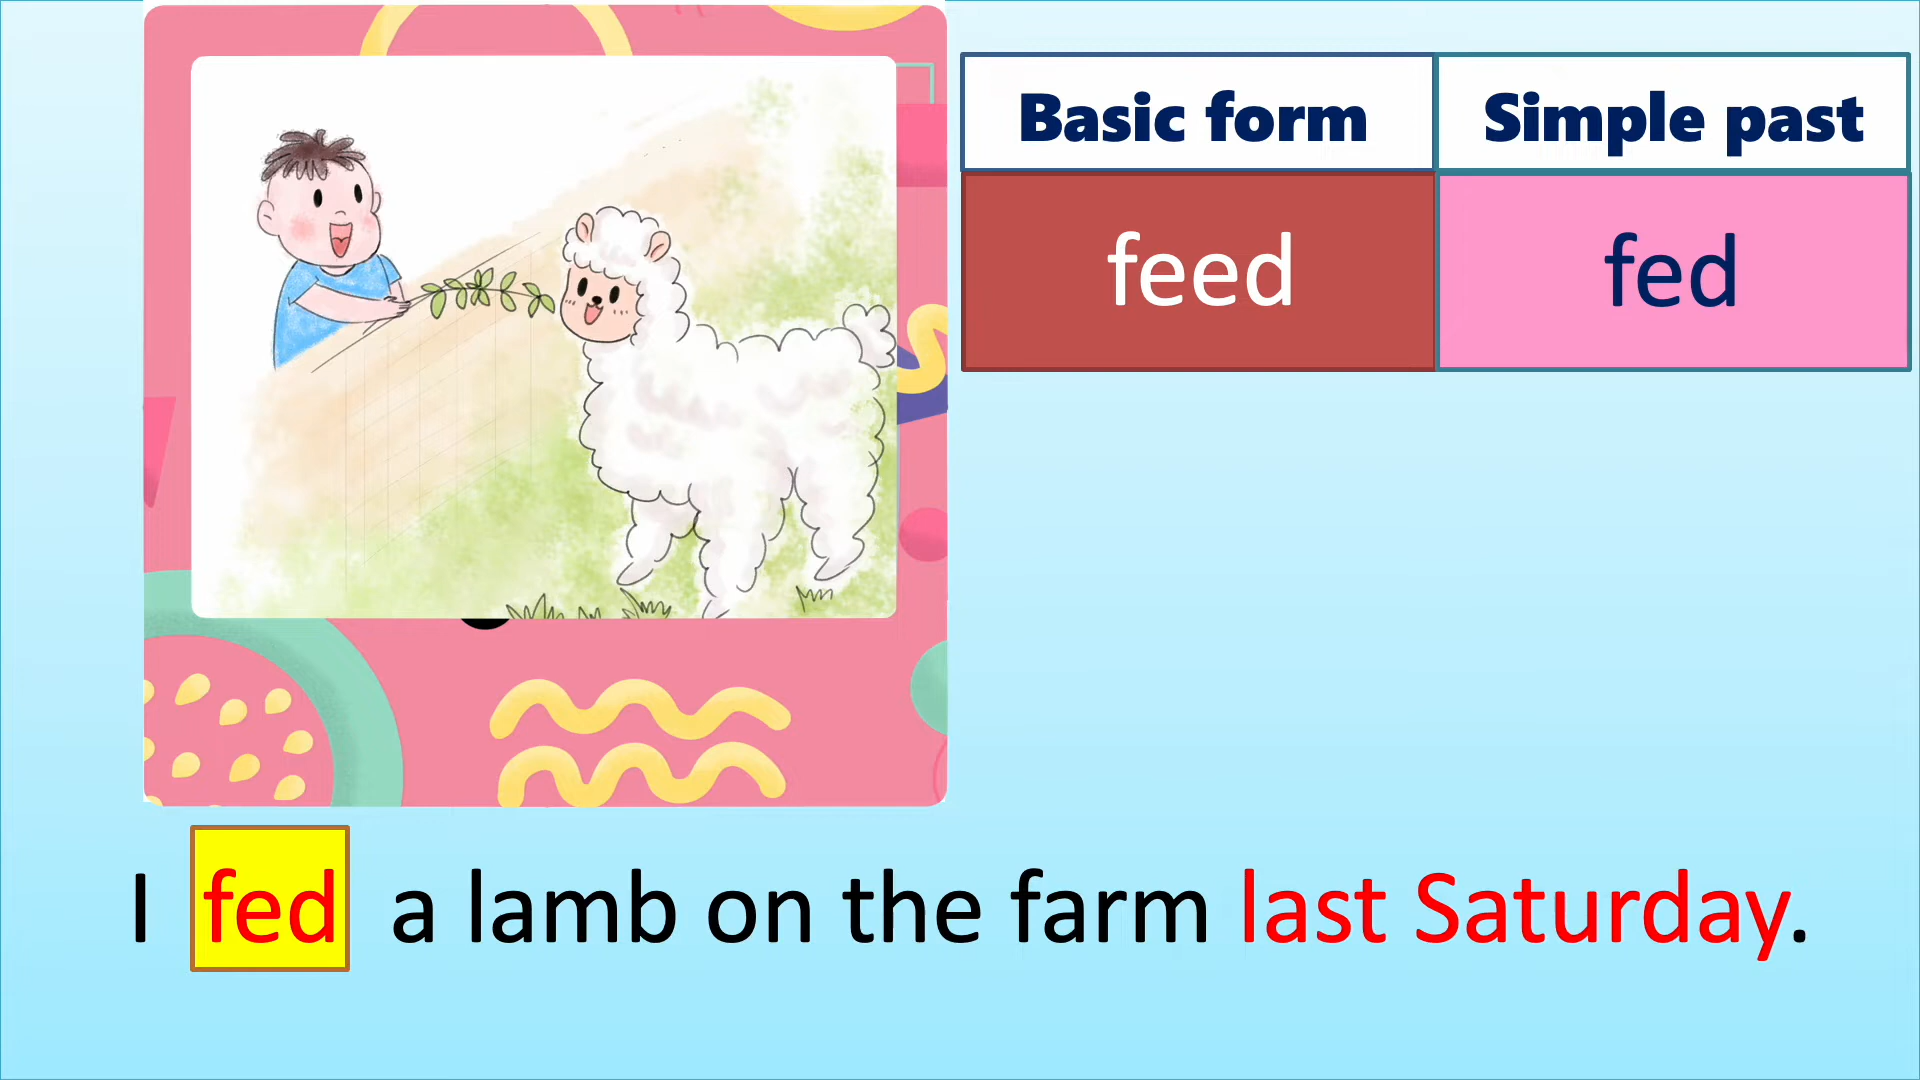 Basic form Simple past
feed fed
I fed a lamb on the farm last Saturday.